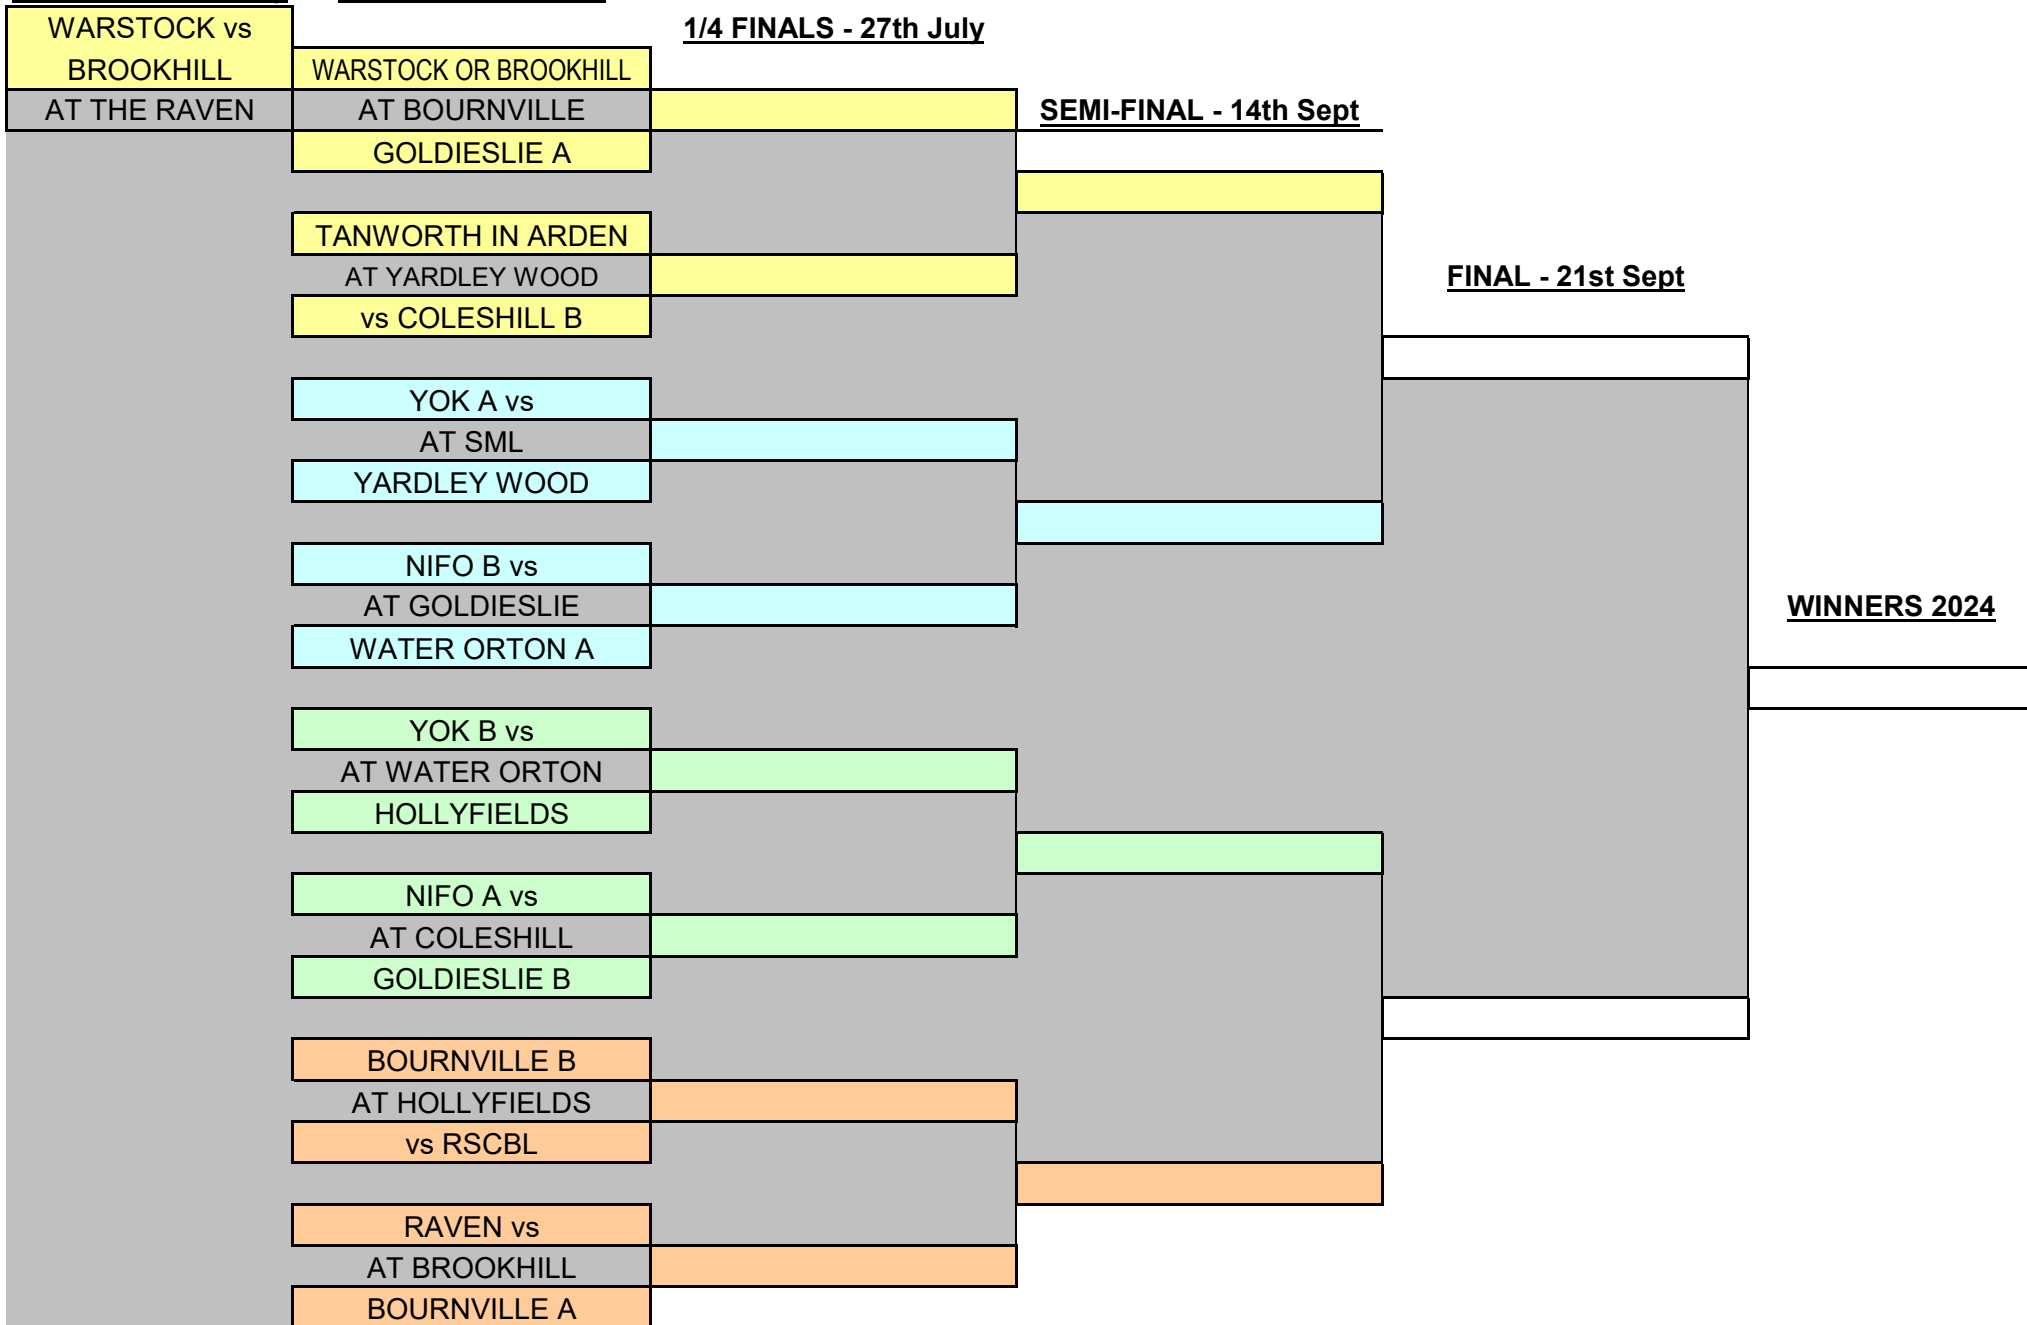 WARSTOCK vs
BROOKHILL
AT THE RAVEN
WARSTOCK OR BROOKHILL
AT BOURNVILLE
GOLDIESLIE A
TANWORTH IN ARDEN
AT YARDLEY WOOD
vs COLESHILL B
YOK A vs
AT SML
YARDLEY WOOD
NIFO B vs
AT GOLDIESLIE
WATER ORTON A
YOK B vs
AT WATER ORTON
HOLLYFIELDS
NIFO A vs
AT COLESHILL
GOLDIESLIE B
BOURNVILLE B
AT HOLLYFIELDS
vs RSCBL
RAVEN vs
AT BROOKHILL
BOURNVILLE A
1/4 FINALS - 27th July
SEMI-FINAL - 14th Sept
FINAL - 21st Sept
WINNERS 2024